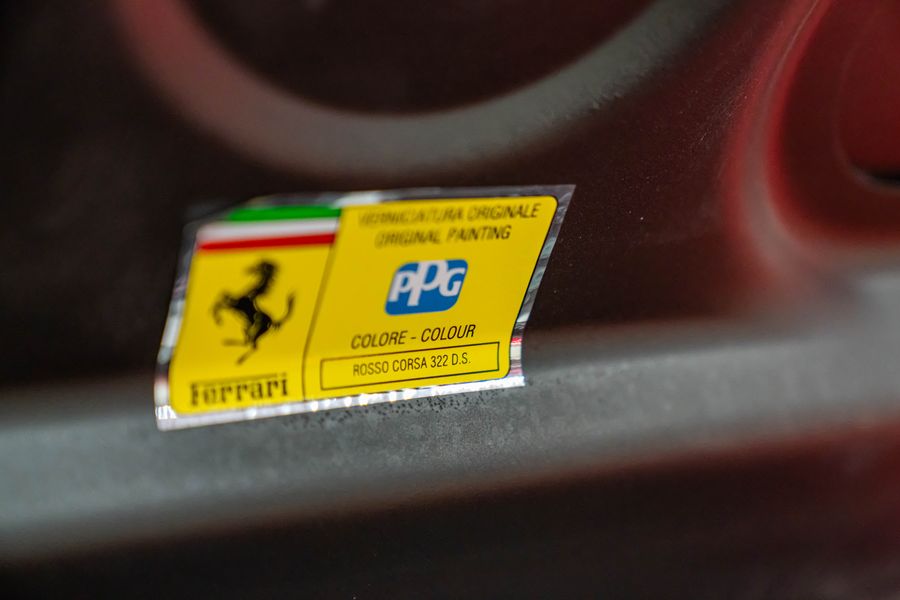 VERNICIATURA ORIGINALE
ORIGINAL PAINTING
PPG
COLORE - COLOUR
ROSSO CORSA 322 D.S.
Ferrari